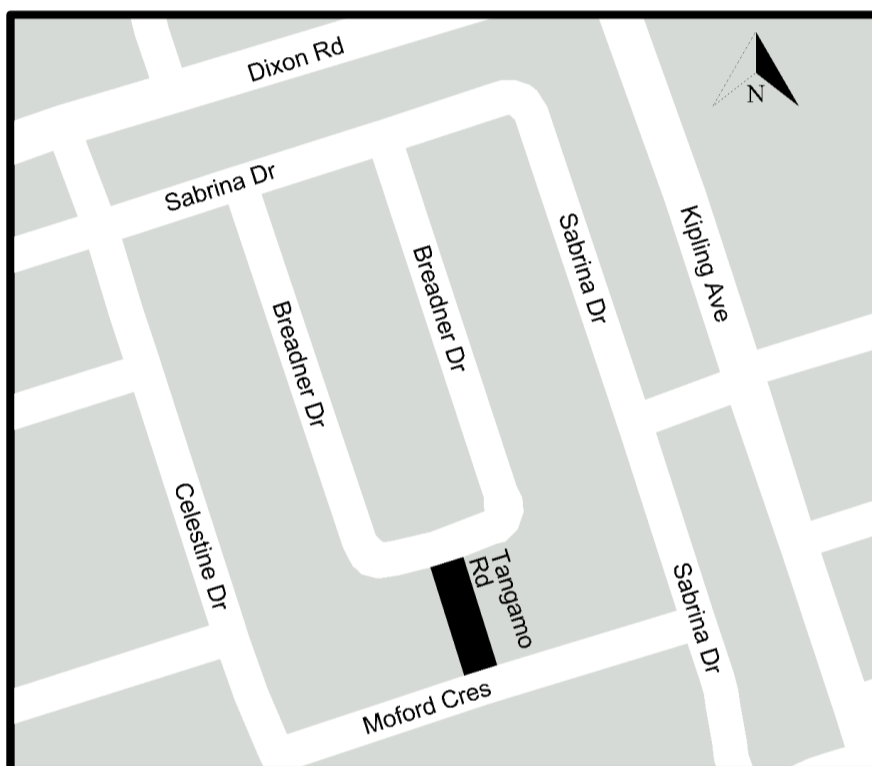 Dixon Rd
N
Sabrina Dr
Sabrina Dr
Kipling Ave
Breadner Dr
Breadner Dr
Celestine Dr
Tangamo
Rd
Sabrina Dr
Moford Cres